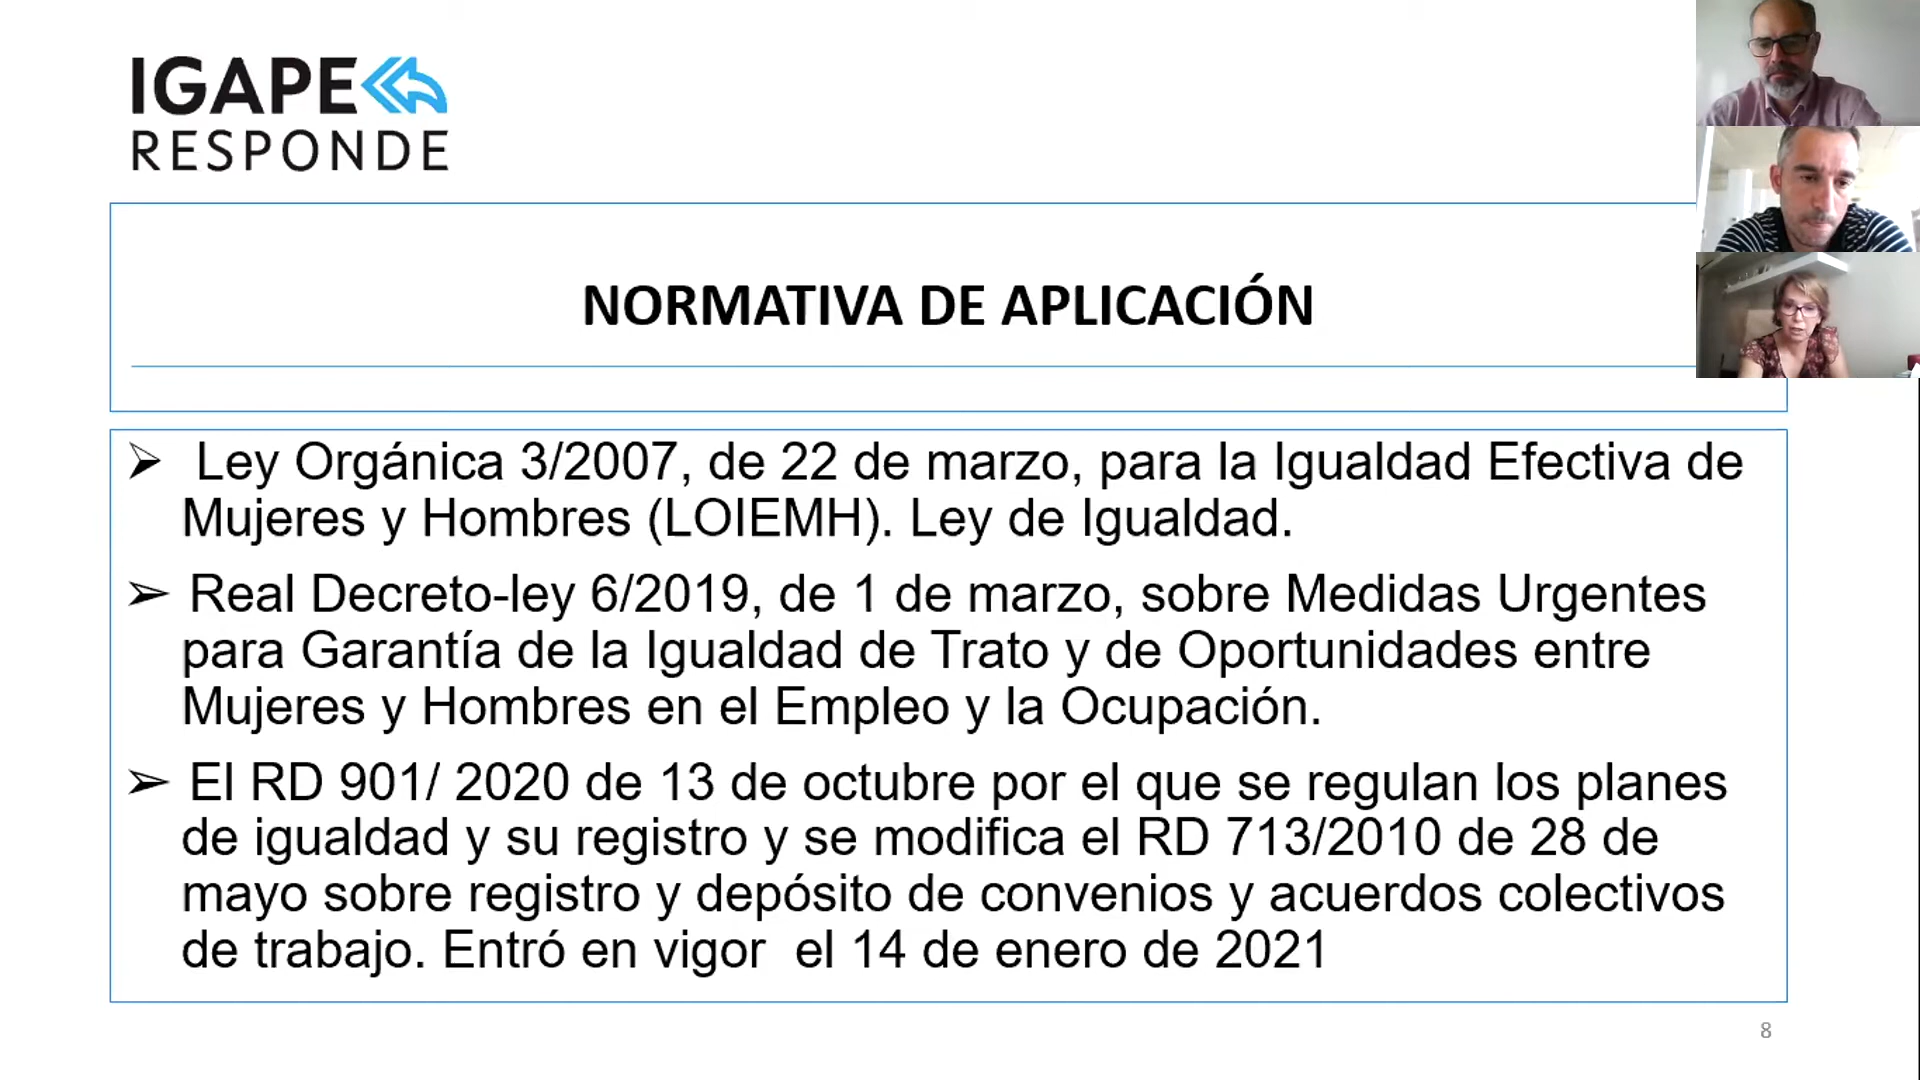 IGAPE
RESPONDE
NORMATIVA DE APLICACIÓN
➢ Ley Orgánica 3/2007, de 22 de marzo, para la Igualdad Efectiva de
Mujeres y Hombres (LOIEMH). Ley de Igualdad.
➢ Real Decreto-ley 6/2019, de 1 de marzo, sobre Medidas Urgentes
para Garantía de la Igualdad de Trato y de Oportunidades entre
Mujeres y Hombres en el Empleo y la Ocupación.
➢ El RD 901/ 2020 de 13 de octubre por el que se regulan los planes
de igualdad y su registro y se modifica el RD 713/2010 de 28 de
mayo sobre registro y depósito de convenios y acuerdos colectivos
de trabajo. Entró en vigor  el 14 de enero de 2021
8